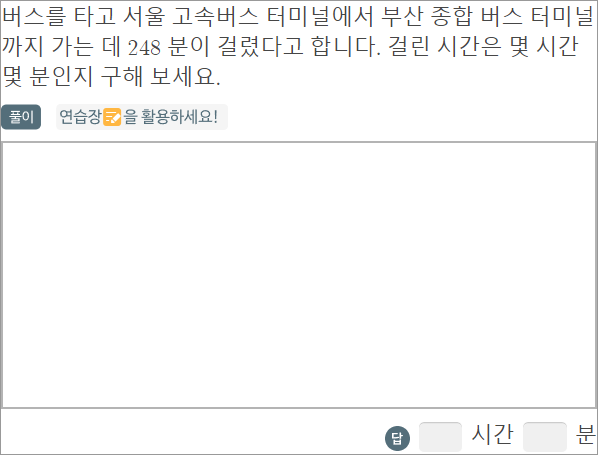 버스를 타고 서울 고속버스 터미널에서 부산 종합 버스 터미널
까지 가는 데 248 분이 걸렸다고 합니다. 걸린 시간은 몇 시간
몇 분인지 구해 보세요.
풀이 연습장을 활용하세요!
답 시간 분